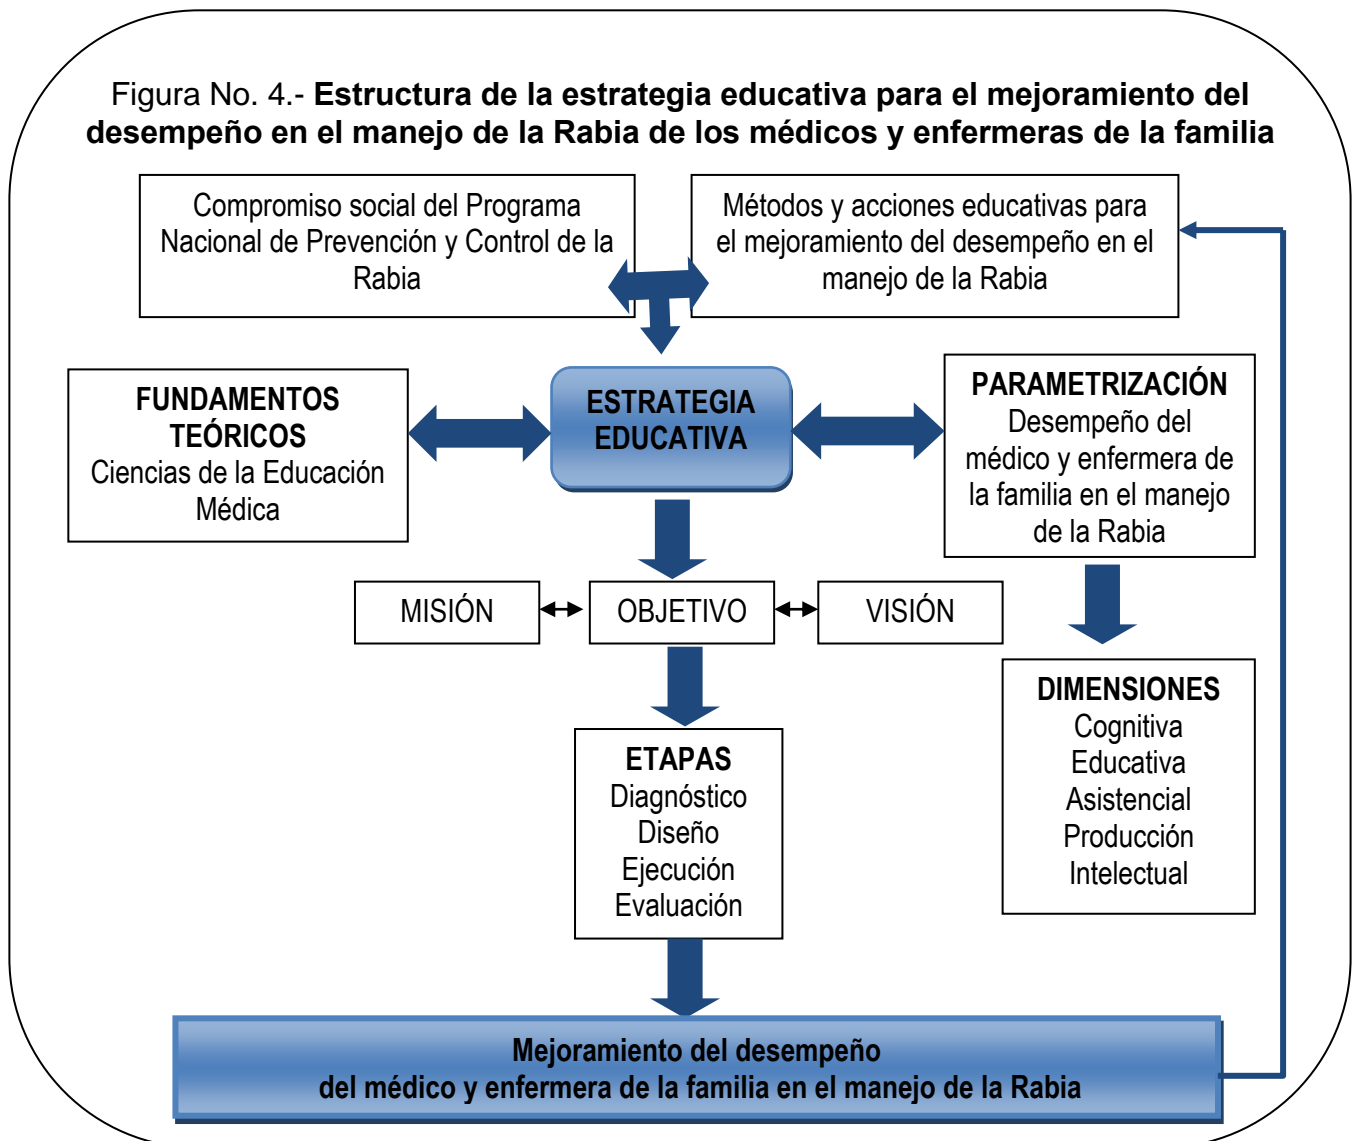 Figura No. 4.- Estructura de la estrategia educativa para el mejoramiento del
desempeño en el manejo de la Rabia de los médicos y enfermeras de la familia
Compromiso social del Programa
Nacional de Prevención y Control de la
Rabia
Métodos y acciones educativas para
el mejoramiento del desempeño en el
manejo de la Rabia
FUNDAMENTOS
TEÓRICOS
Ciencias de la Educación
Médica
ESTRATEGIA
EDUCATIVA
PARAMETRIZACIÓN
Desempeño del
médico y enfermera de
la familia en el manejo
de la Rabia
MISIÓN
OBJETIVO
VISIÓN
DIMENSIONES
Cognitiva
Educativa
Asistencial
Producción
Intelectual
ETAPAS
Diagnóstico
Diseño
Ejecución
Evaluación
Mejoramiento del desempeño
del médico y enfermera de la familia en el manejo de la Rabia